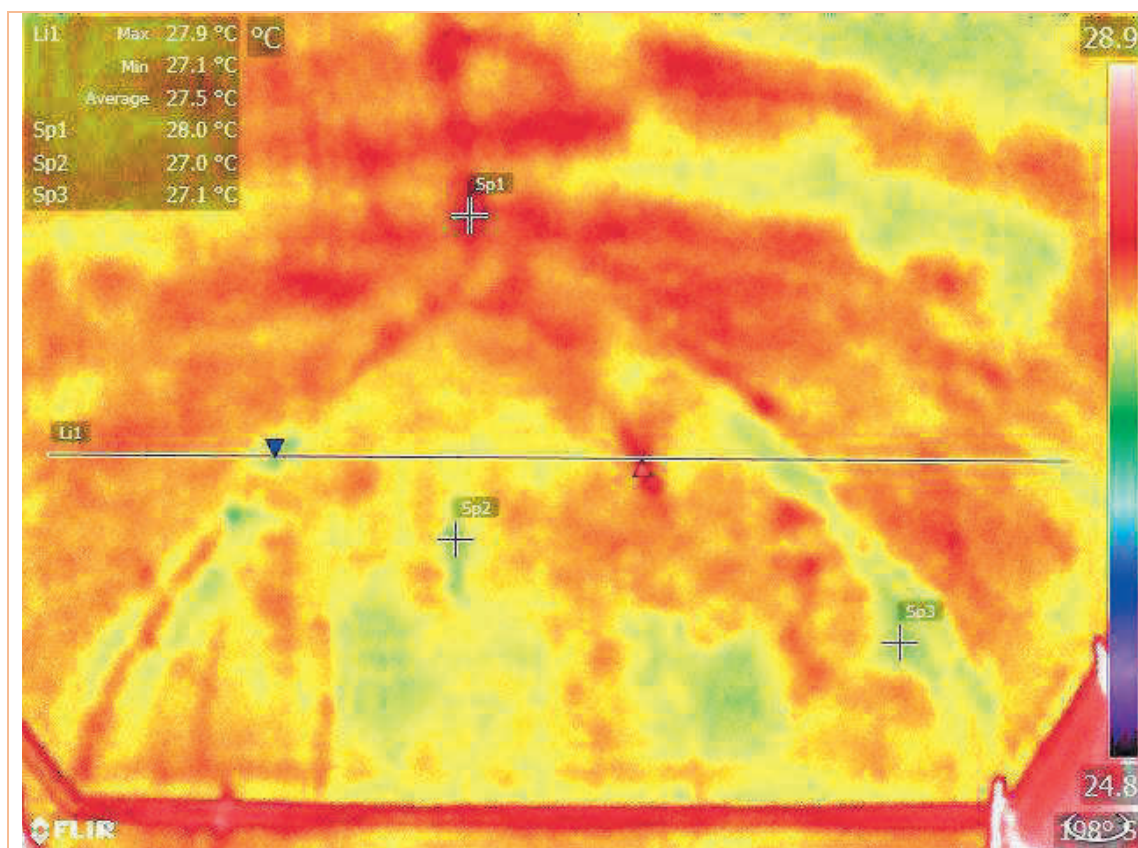 Li1 Max 27.9 °C °C
Min 27.1 °C
Average 27.5 °C
Sp1 28.0 °C
Sp2 27.0 °C
Sp3 27.1 °C
28.9
Sp1
Li1
Sp2
Sp3
24.8
FLIR
198° S